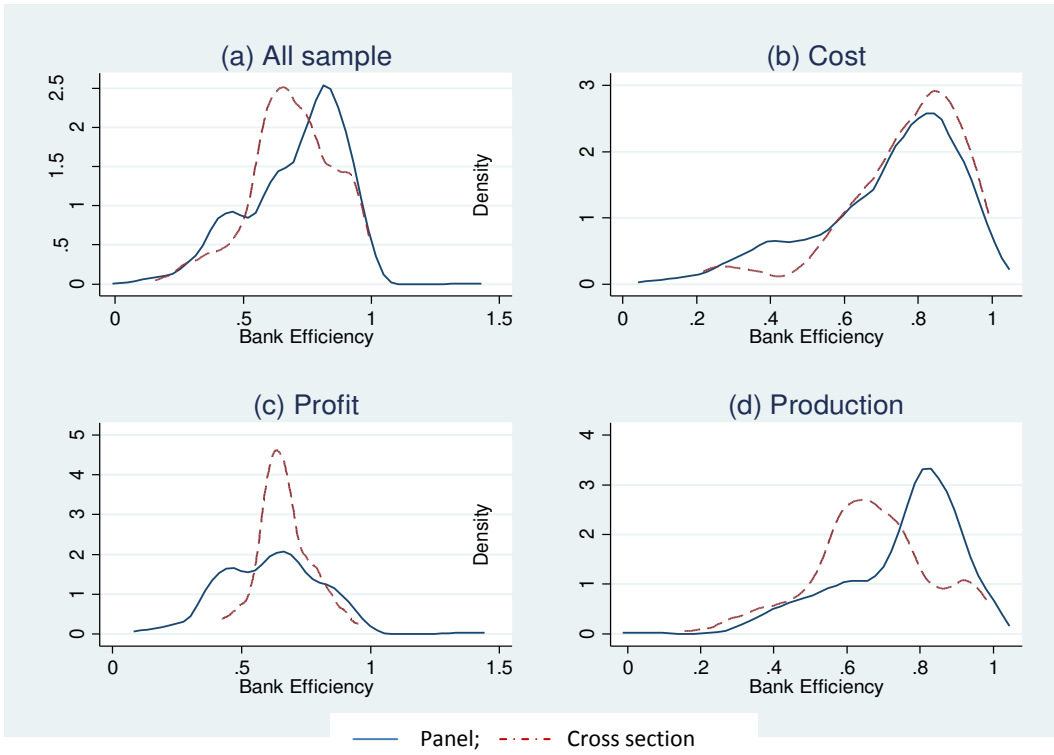 (a) All sample
2.5
2
1.5
1
.5
0
0 .5 1 1.5
Bank Efficiency
(b) Cost
Density
3
2
1
0
0 .2 .4 .6 .8 1
Bank Efficiency
(c) Profit
5
4
3
2
1
0
0 .5 1 1.5
Bank Efficiency
(d) Production
Density
4
3
2
1
0
0 .2 .4 .6 .8 1
Bank Efficiency
Panel; Cross section